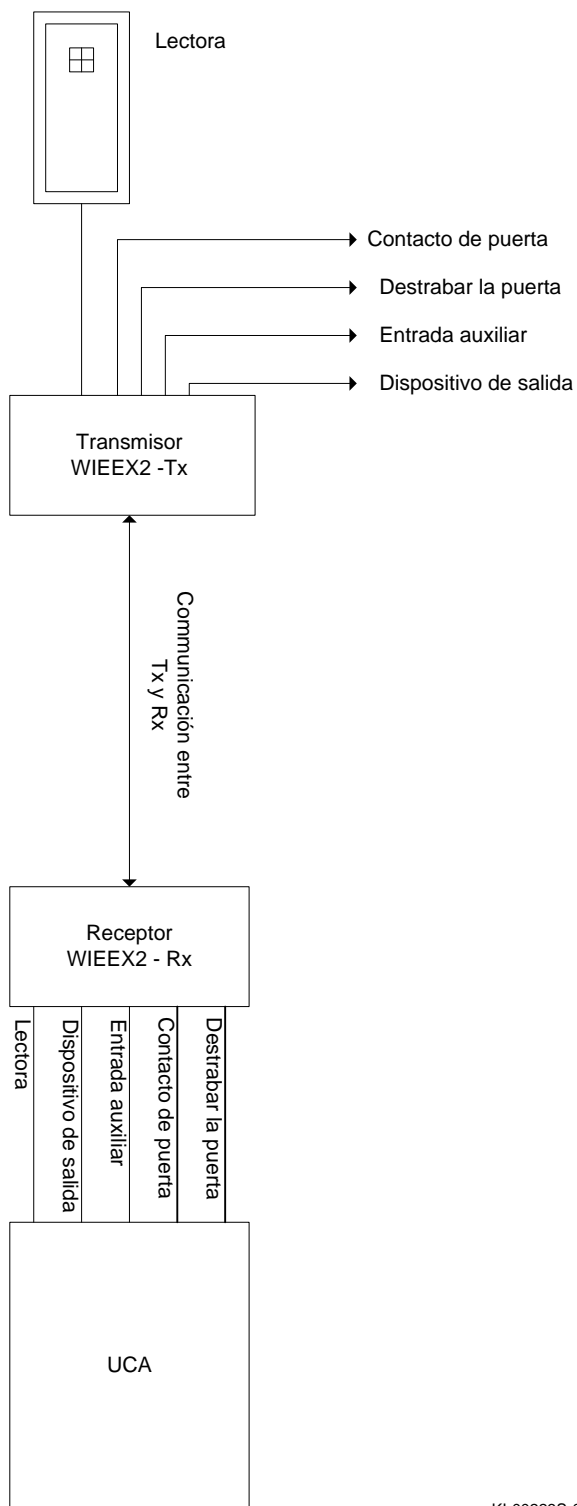 Lectora
Contacto de puerta
Destrabar la puerta
Entrada auxiliar
Dispositivo de salida
Transmisor
WIEEX2 -Tx
Communicación entre
Tx y Rx
Receptor
WIEEX2 - Rx
Lectora
Dispositivo de salida
Entrada auxiliar
Contacto de puerta
Destrabar la puerta
UCA